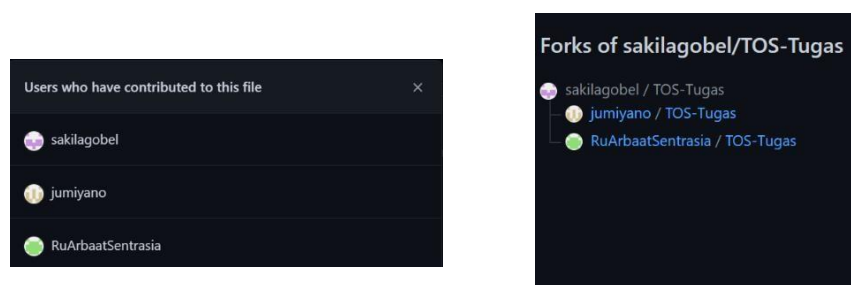 Users who have contributed to this file ×
sakilagobel
jumiyano
RuArbaatSentrasia
Forks of sakilagobel/TOS-Tugas
sakilagobel / TOS-Tugas
jumiyano / TOS-Tugas
RuArbaatSentrasia / TOS-Tugas